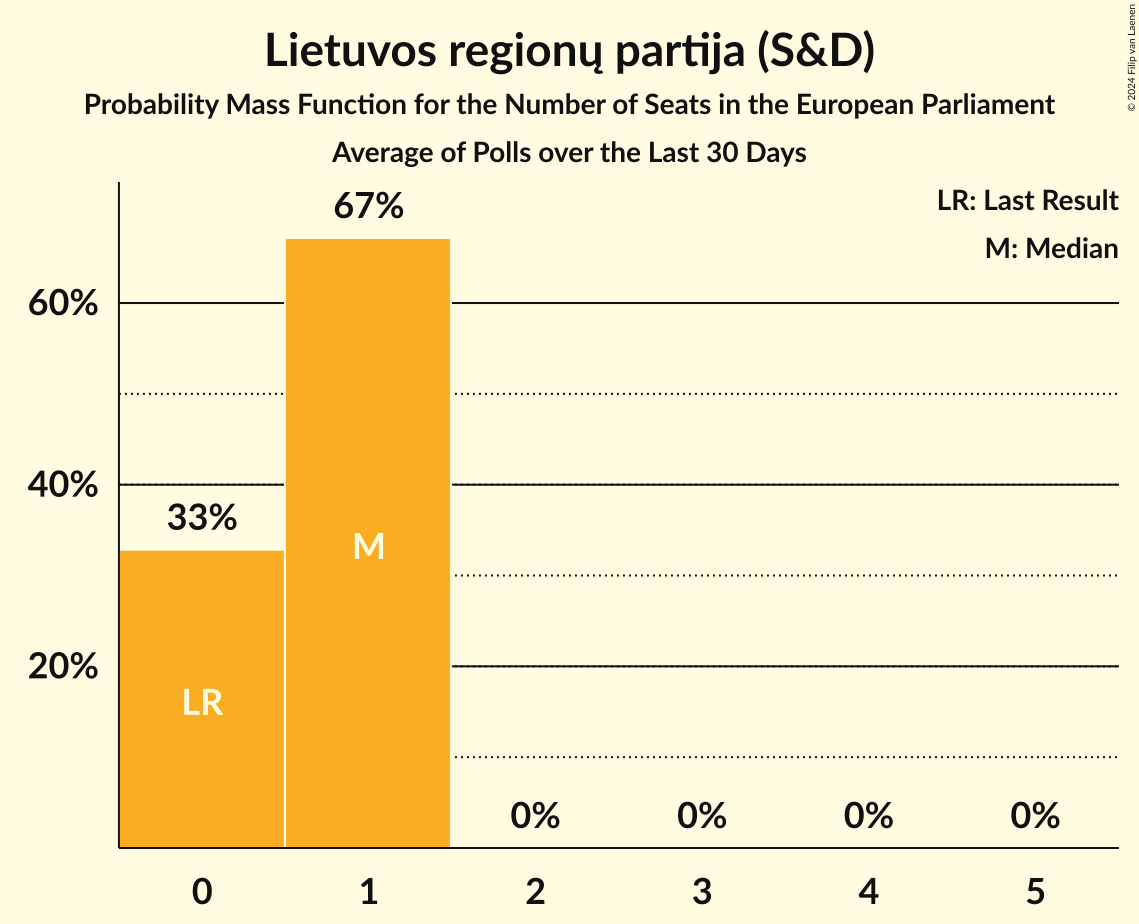 Lietuvos regionų partija (S&D)
Probability Mass Function for the Number of Seats in the European Parliament
Average of Polls over the Last 30 Days
© 2024 Filip van Laenen
LR: Last Result
M: Median
67%
60%
40%
33%
M
20%
LR
0% 0% 0% 0%
0 1 2 3 4 5